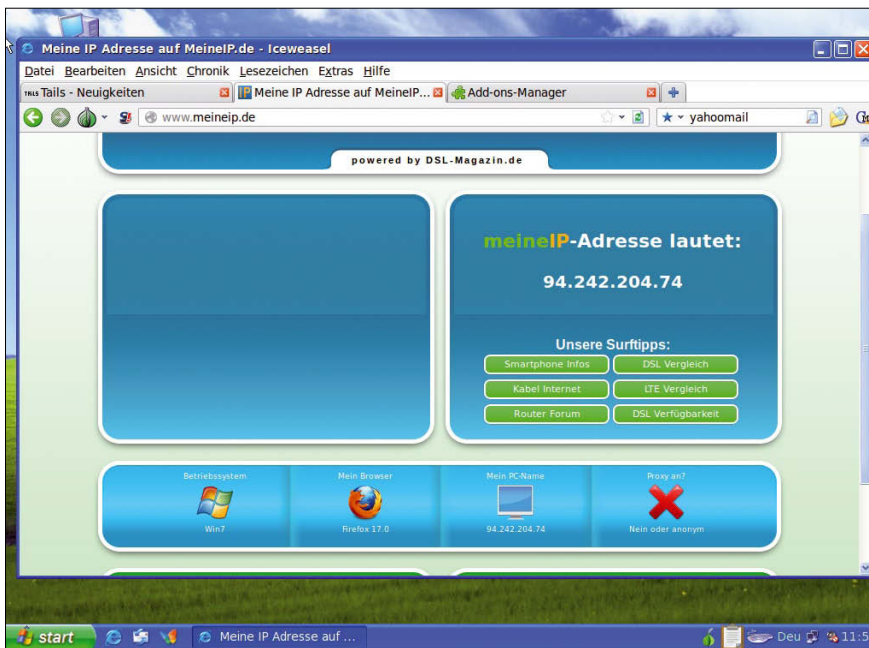 Meine IP Adresse auf MeineIP.de - Iceweasel
Datei Bearbeiten Ansicht Chronik Lesezeichen Extras Hilfe
Tails - Neuigkeiten
Meine IP Adresse auf MeineIP...
Add-ons-Manager
www.meineip.de
yahoomail
powered by DSL-Magazin.de
meineIP-Adresse lautet:
94.242.204.74
Unsere Surftipps:
Smartphone Infos
DSL Vergleich
Kabel Internet
LTE Vergleich
Router Forum
DSL Verfügbarkeit
Betriebssystem
Mein Browser
Mein PC-Name
Proxy an?
Win7
Firefox 17.0
94.242.204.74
Nein oder anonym
start
Meine IP Adresse auf ...
Deu
11:5